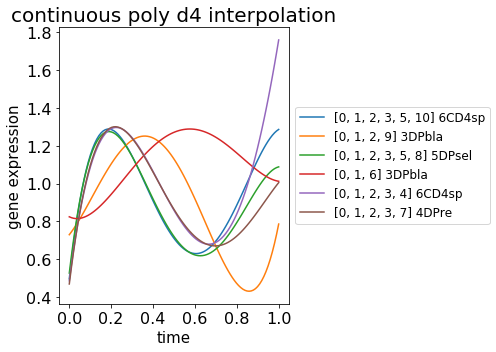 continuous poly d4 interpolation
1.8
1.6
1.4
1.2
1.0
0.8
0.6
0.4
gene expression
0.0 0.2 0.4 0.6 0.8 1.0
time
[0, 1, 2, 3, 5, 10] 6CD4sp
[0, 1, 2, 9] 3DPbla
[0, 1, 2, 3, 5, 8] 5DPsel
[0, 1, 6] 3DPbla
[0, 1, 2, 3, 4] 6CD4sp
[0, 1, 2, 3, 7] 4DPre